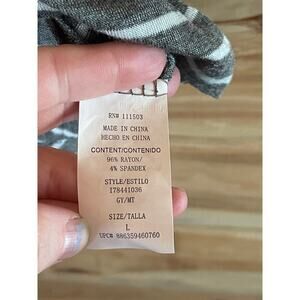 RN# 111503
MADE IN CHINA
HECHO EN CHINA
CONTENT/CONTENIDO
96% RAYON/
4% SPANDEX
STYLE/ESTILO
I78441036
GY/MT
SIZE/TALLA
L
UPC# 886359460760